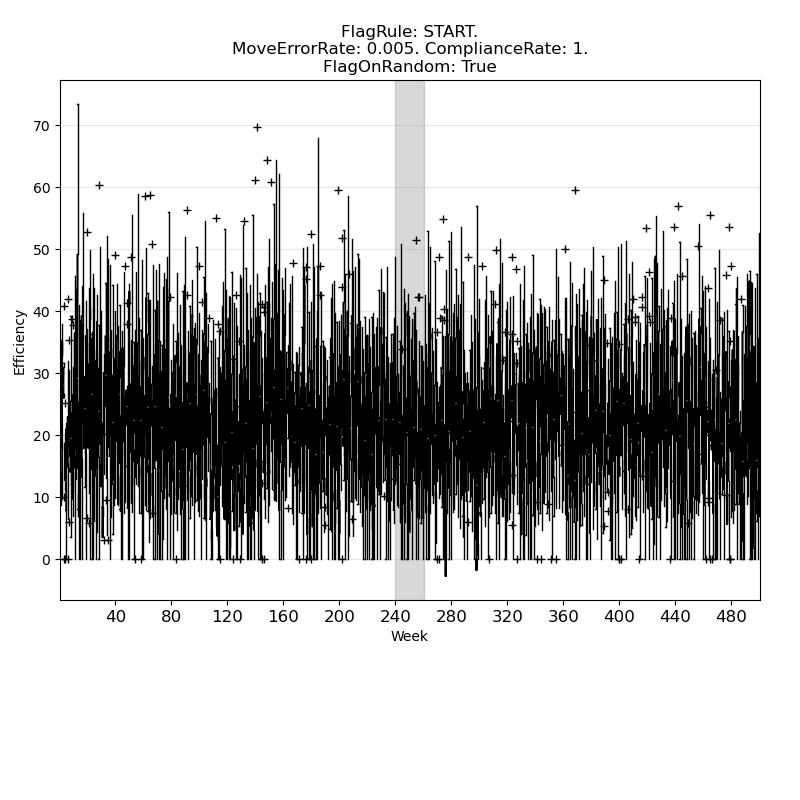 FlagRule: START.
MoveErrorRate: 0.005. ComplianceRate: 1.
FlagOnRandom: True
70
60
50
40
30
20
10
0
Efficiency
40 80 120 160 200 240 280 320 360 400 440 480
Week